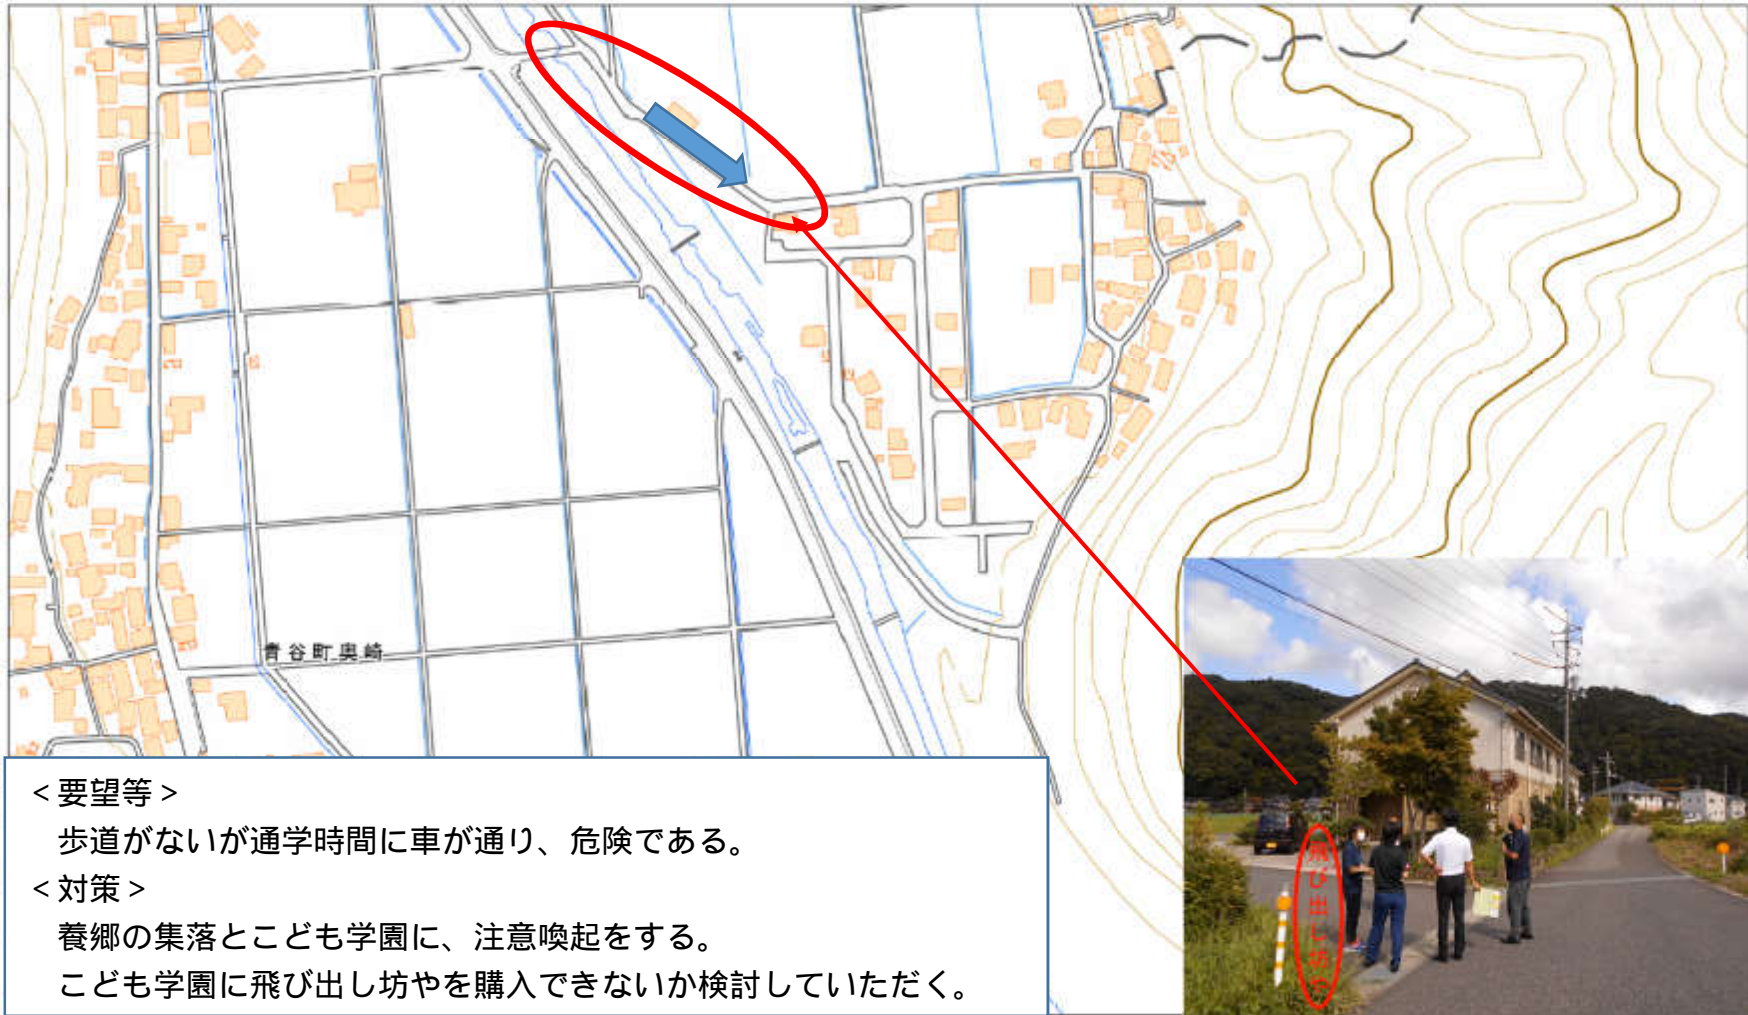 青谷町奥崎
<要望等>
歩道がないが通学時間に車が通り、危険である。
<対策>
養郷の集落とこども学園に、注意喚起をする。
こども学園に飛び出し坊やを購入できないか検討していただく。
飛び出し坊や